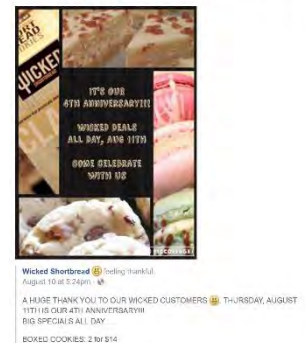 WICKED
IT'S OUR
4TH ANNIVERSARY!!!
WICKED DEALS
ALL DAY, AUG 11TH
COME CELEBRATE
WITH US
Wicked Shortbread feeling thankful.
August 10 at 5:24pm
A HUGE THANK YOU TO OUR WICKED CUSTOMERS . THURSDAY, AUGUST
11TH IS OUR 4TH ANNIVERSARY!!!
BIG SPECIALS ALL DAY...
BOXED COOKIES: 2 for $14